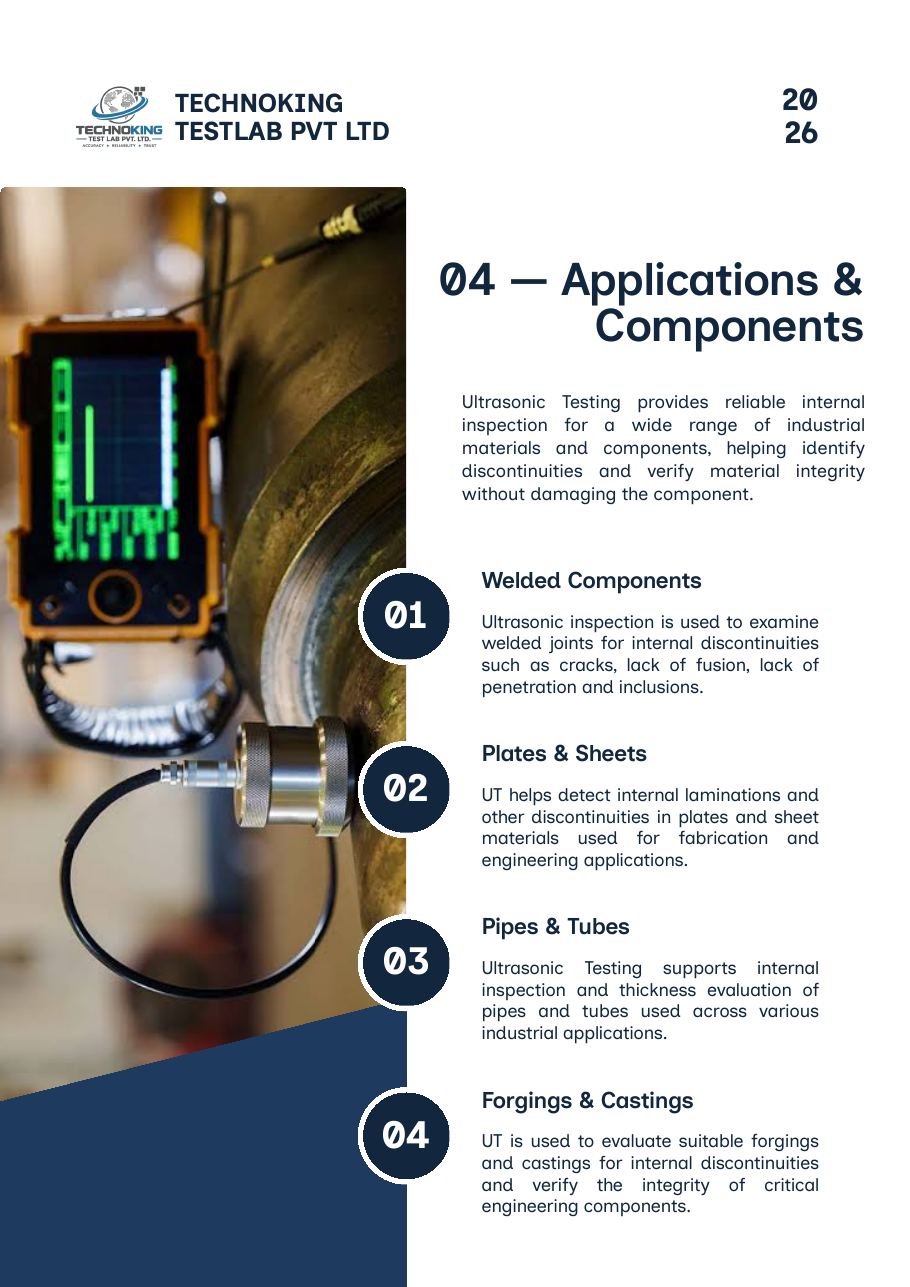 TECHNOKING
TEST LAB PVT. LTD.
ACCURACY • RELIABILITY • TRUST
TECHNOKING
TESTLAB PVT LTD
20
26
04 — Applications &
Components
Ultrasonic Testing provides reliable internal
inspection for a wide range of industrial
materials and components, helping identify
discontinuities and verify material integrity
without damaging the component.
01
Welded Components
Ultrasonic inspection is used to examine
welded joints for internal discontinuities
such as cracks, lack of fusion, lack of
penetration and inclusions.
02
Plates & Sheets
UT helps detect internal laminations and
other discontinuities in plates and sheet
materials used for fabrication and
engineering applications.
03
Pipes & Tubes
Ultrasonic Testing supports internal
inspection and thickness evaluation of
pipes and tubes used across various
industrial applications.
04
Forgings & Castings
UT is used to evaluate suitable forgings
and castings for internal discontinuities
and verify the integrity of critical
engineering components.